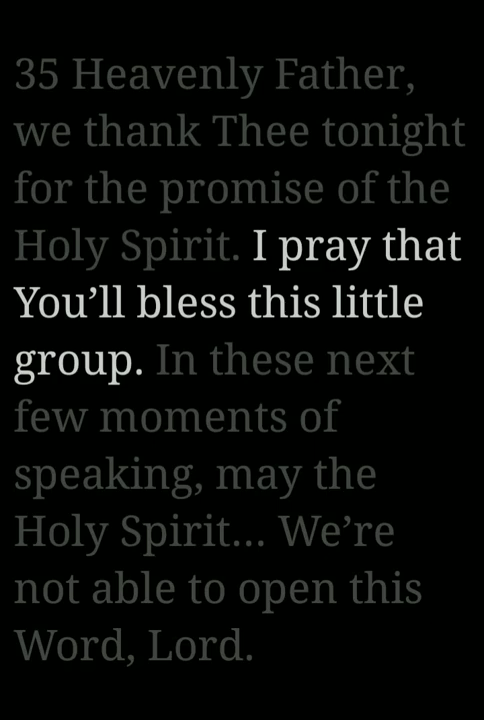 35 Heavenly Father,
we thank Thee tonight
for the promise of the
Holy Spirit. I pray that
You’ll bless this little
group. In these next
few moments of
speaking, may the
Holy Spirit... We’re
not able to open this
Word, Lord.